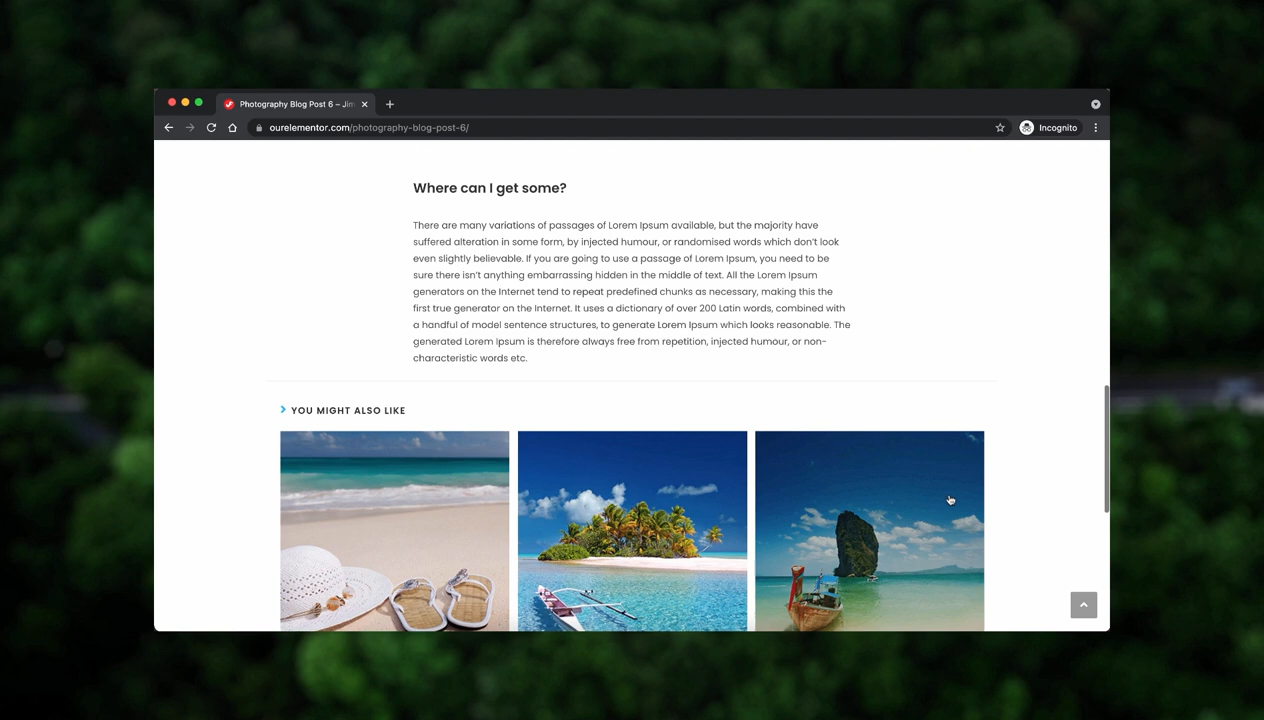 Photography Blog Post 6 – Jim
ourelementor.com/photography-blog-post-6/
Incognito
Where can I get some?
There are many variations of passages of Lorem Ipsum available, but the majority have
suffered alteration in some form, by injected humour, or randomised words which don't look
even slightly believable. If you are going to use a passage of Lorem Ipsum, you need to be
sure there isn't anything embarrassing hidden in the middle of text. All the Lorem Ipsum
generators on the Internet tend to repeat predefined chunks as necessary, making this the
first true generator on the Internet. It uses a dictionary of over 200 Latin words, combined with
a handful of model sentence structures, to generate Lorem Ipsum which looks reasonable. The
generated Lorem Ipsum is therefore always free from repetition, injected humour, or non-
characteristic words etc.
YOU MIGHT ALSO LIKE